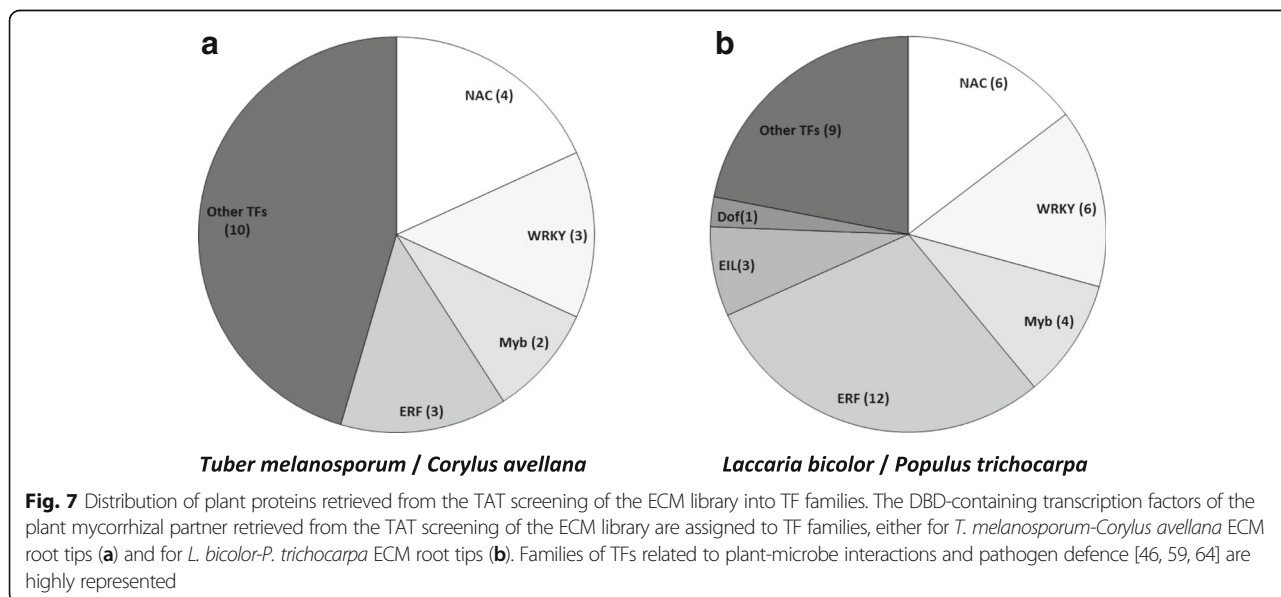 a
b
NAC (4)
WRKY (3)
Myb (2)
ERF (3)
Other TFs
(10)
NAC (6)
WRKY (6)
Myb (4)
ERF (12)
EIL(3)
Dof(1)
Other TFs (9)
Tuber melanosporum / Corylus avellana
Laccaria bicolor / Populus trichocarpa
Fig. 7 Distribution of plant proteins retrieved from the TAT screening of the ECM library into TF families. The DBD-containing transcription factors of the
plant mycorrhizal partner retrieved from the TAT screening of the ECM library are assigned to TF families, either for T. melanosporum-Corylus avellana ECM
root tips (a) and for L. bicolor-P. trichocarpa ECM root tips (b). Families of TFs related to plant-microbe interactions and pathogen defence [46, 59, 64] are
highly represented